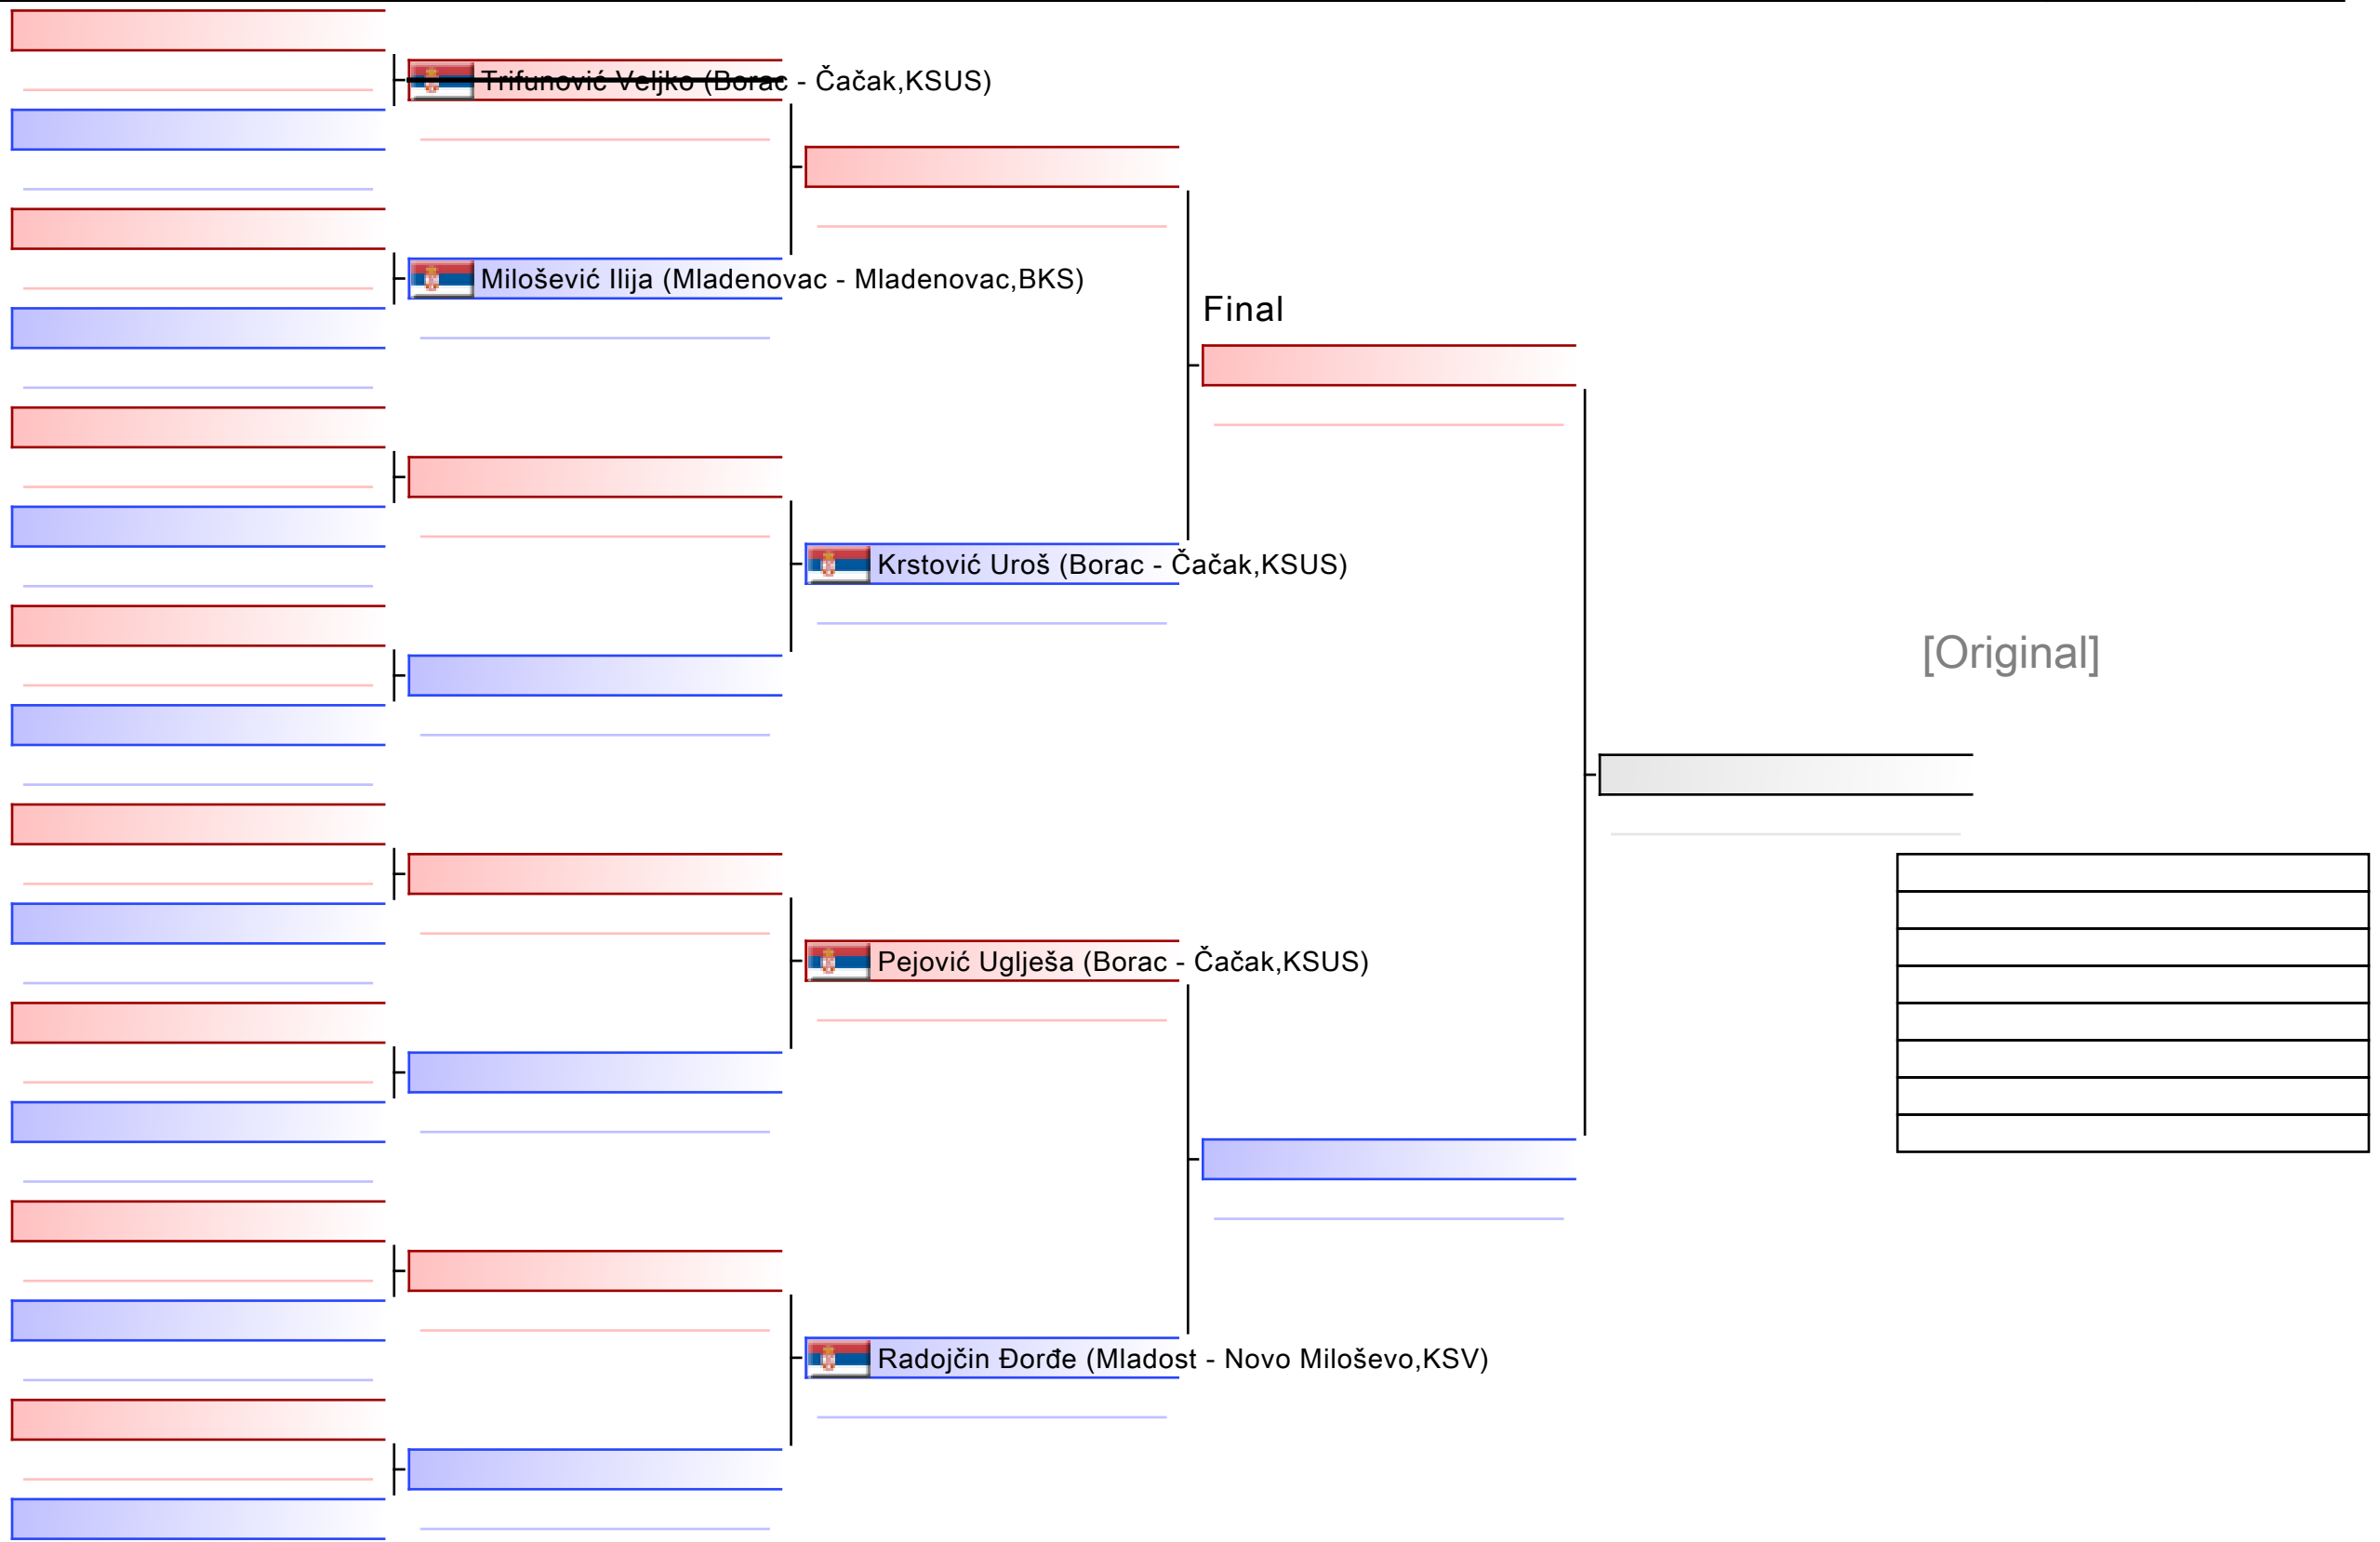 Trifunović Veljko (Borac - Čačak,KSUS)
Milošević Ilija (Mladenovac - Mladenovac,BKS)
Final
Krstović Uroš (Borac - Čačak,KSUS)
[Original]
Pejović Uglješa (Borac - Čačak,KSUS)
Radojčin Đorđe (Mladost - Novo Miloševo,KSV)